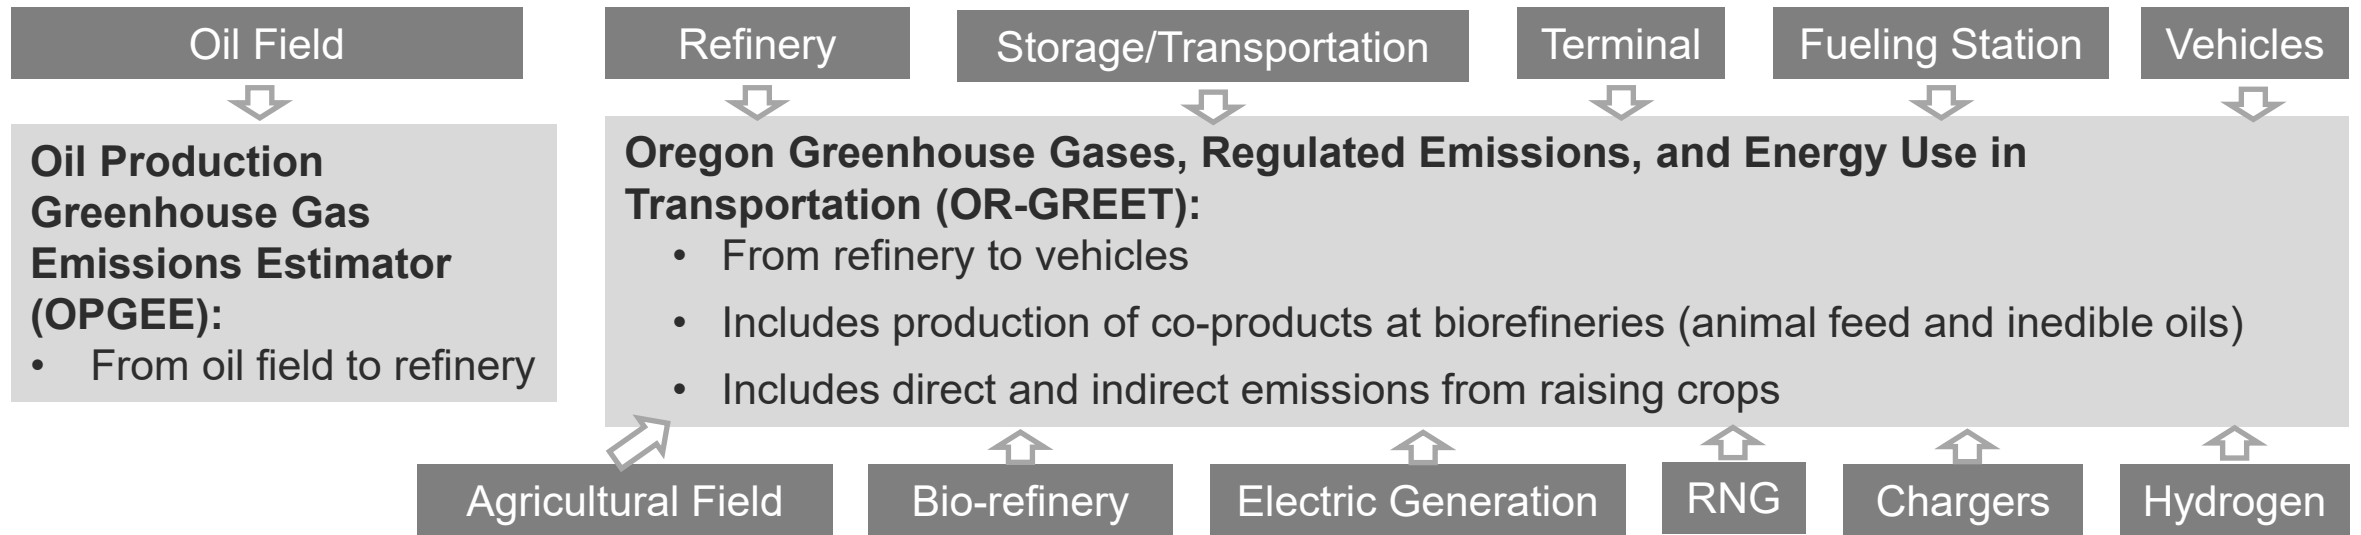 Oil Field
Refinery
Storage/Transportation
Terminal
Fueling Station
Vehicles
Oil Production
Greenhouse Gas
Emissions Estimator
(OPGEE):
• From oil field to refinery
Oregon Greenhouse Gases, Regulated Emissions, and Energy Use in
Transportation (OR-GREET):
• From refinery to vehicles
• Includes production of co-products at biorefineries (animal feed and inedible oils)
• Includes direct and indirect emissions from raising crops
Agricultural Field
Bio-refinery
Electric Generation
RNG
Chargers
Hydrogen